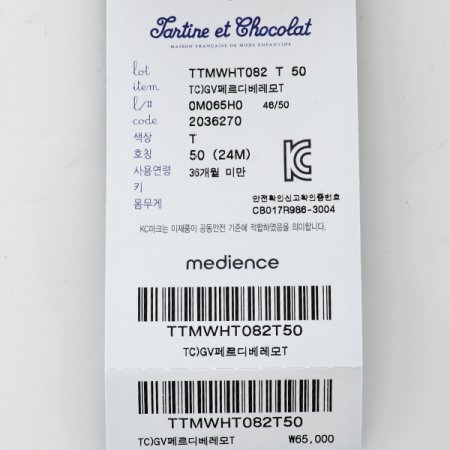 Tartine et Chocolat
MAISON FRANÇAISE DE MODE ENFANTINE
lot TTMWHT082 T 50
item TC)GV페르디베레모T
l/# 0M065H0 46/50
code 2036270
색상 T
호칭 50 (24M)
사용연령 36개월 미만
키
몸무게
KC
안전확인신고확인증번호
CB017R986-3004
KC마크는 이제품이 공통안전 기준에 적합하였음을 의미합니다.
medience
TTMWHT082T50
TC)GV페르디베레모T
TTMWHT082T50
TC)GV페르디베레모T ₩65,000